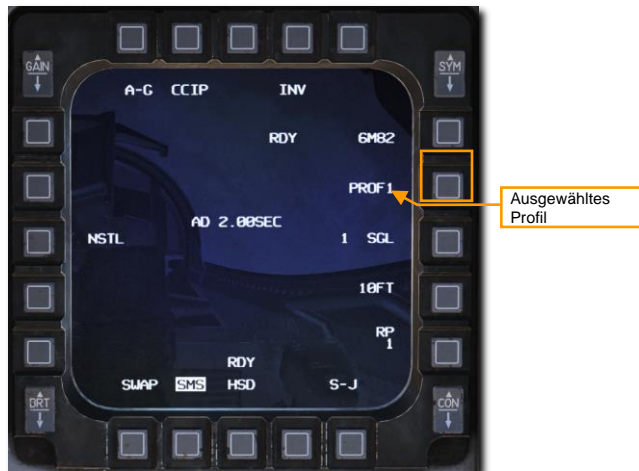 GAIN
SYM
A-G CCIP INV
RDY 6M82
PROF1
Ausgewähltes
Profil
AD 2.00SEC
NSTL 1 SGL
10FT
RP
1
RDY
SWAP SMS HSD S-J
BRT
CON